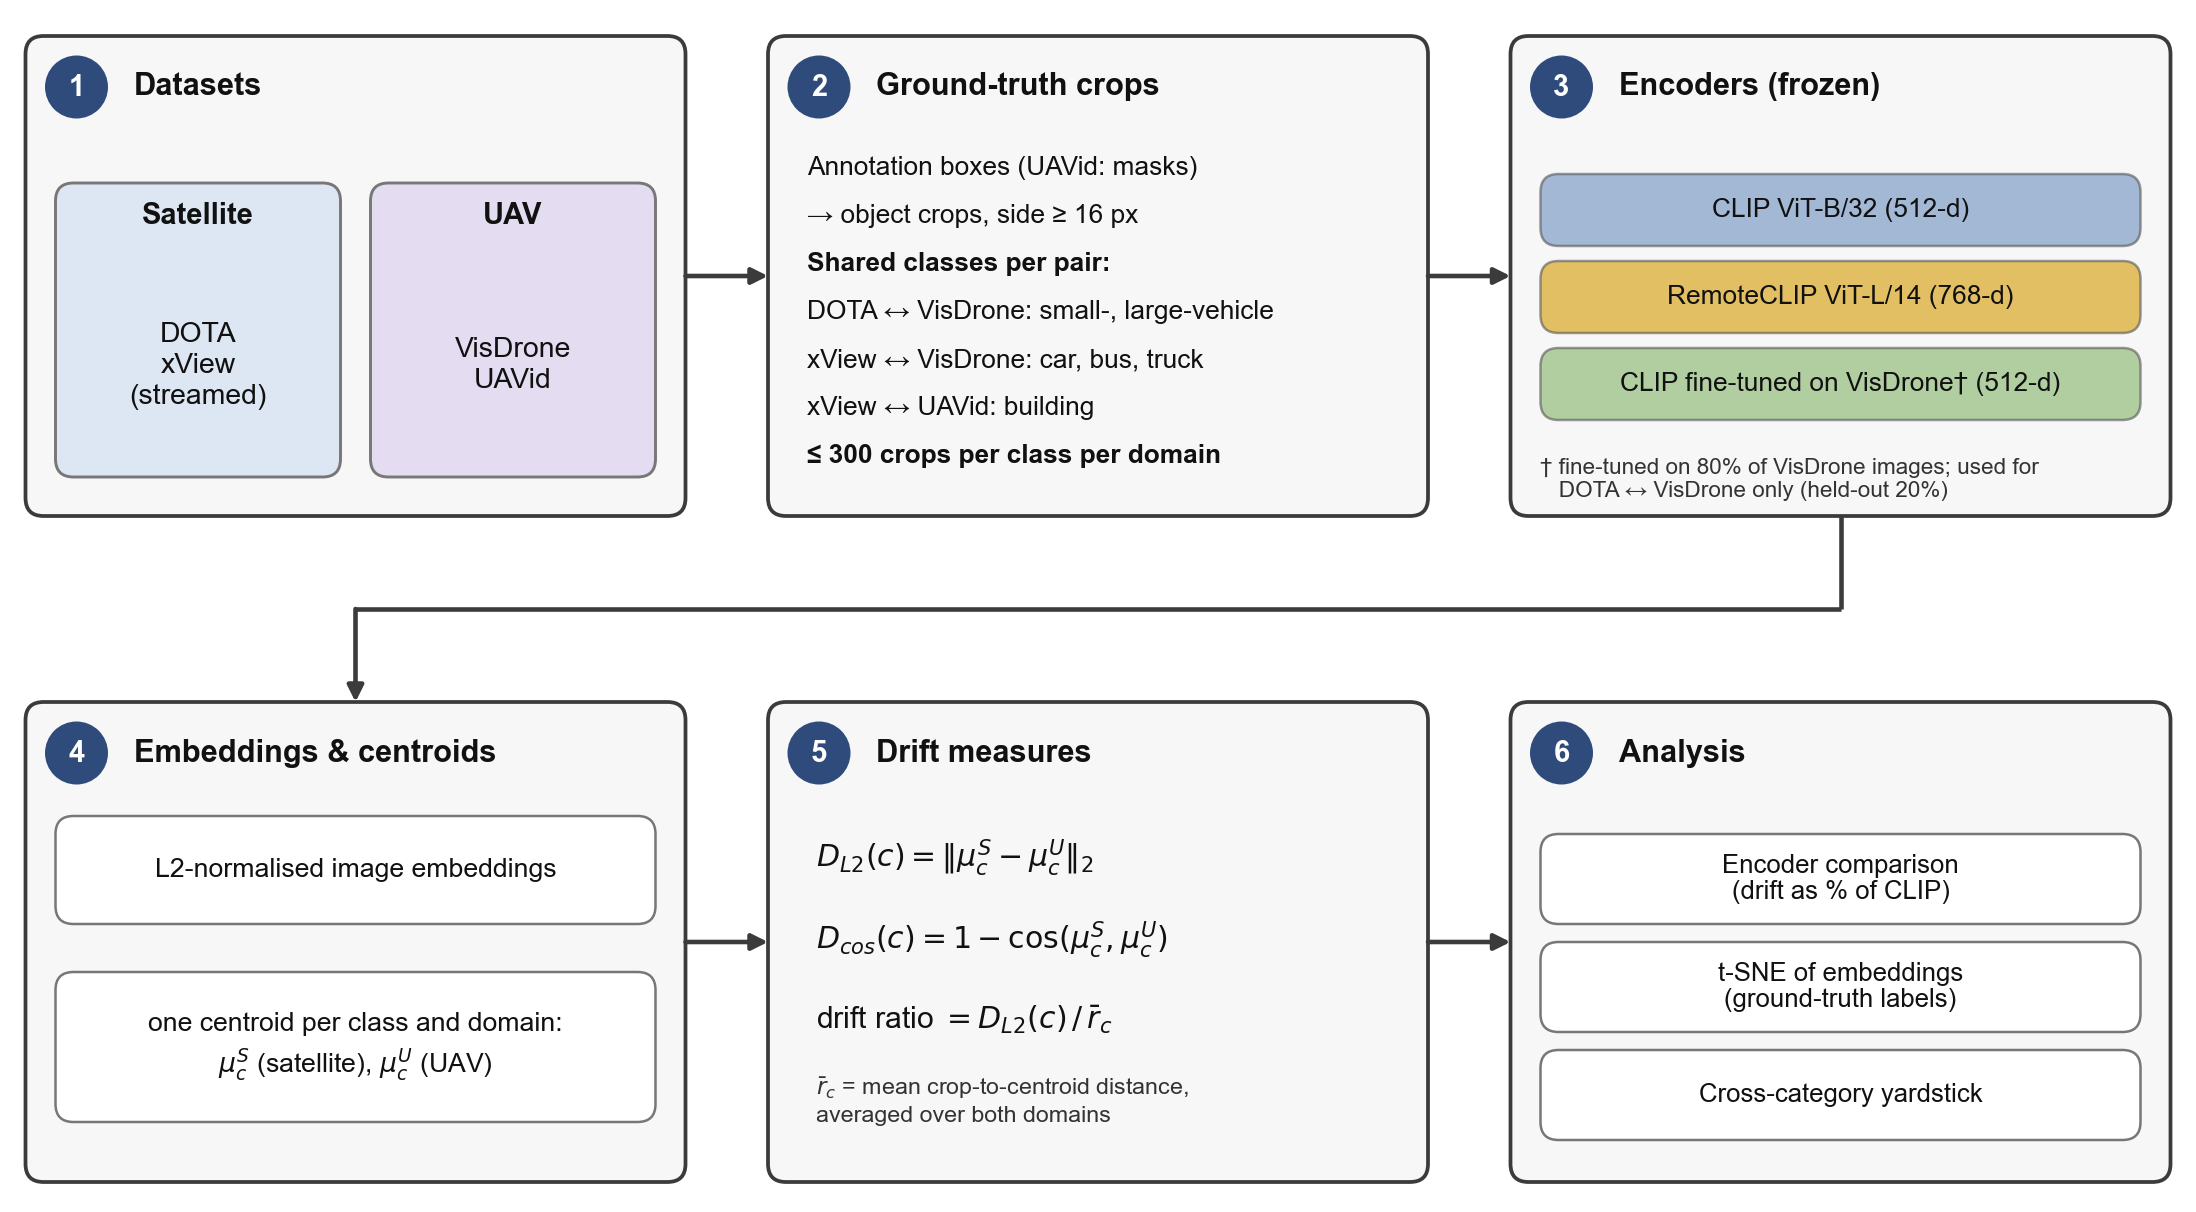 1 Datasets
Satellite
DOTA
xView
(streamed)
UAV
VisDrone
UAVid
2 Ground-truth crops
Annotation boxes (UAVid: masks)
→ object crops, side ≥ 16 px
Shared classes per pair:
DOTA ↔ VisDrone: small-, large-vehicle
xView ↔ VisDrone: car, bus, truck
xView ↔ UAVid: building
≤ 300 crops per class per domain
3 Encoders (frozen)
CLIP ViT-B/32 (512-d)
RemoteCLIP ViT-L/14 (768-d)
CLIP fine-tuned on VisDrone† (512-d)
† fine-tuned on 80% of VisDrone images; used for
DOTA ↔ VisDrone only (held-out 20%)
4 Embeddings & centroids
L2-normalised image embeddings
one centroid per class and domain:
μ_c^S (satellite), μ_c^U (UAV)
5 Drift measures
D_{L2}(c) = ‖μ_c^S − μ_c^U‖_2
D_{cos}(c) = 1 − cos(μ_c^S, μ_c^U)
drift ratio = D_{L2}(c) / r̄_c
r̄_c = mean crop-to-centroid distance,
averaged over both domains
6 Analysis
Encoder comparison
(drift as % of CLIP)
t-SNE of embeddings
(ground-truth labels)
Cross-category yardstick